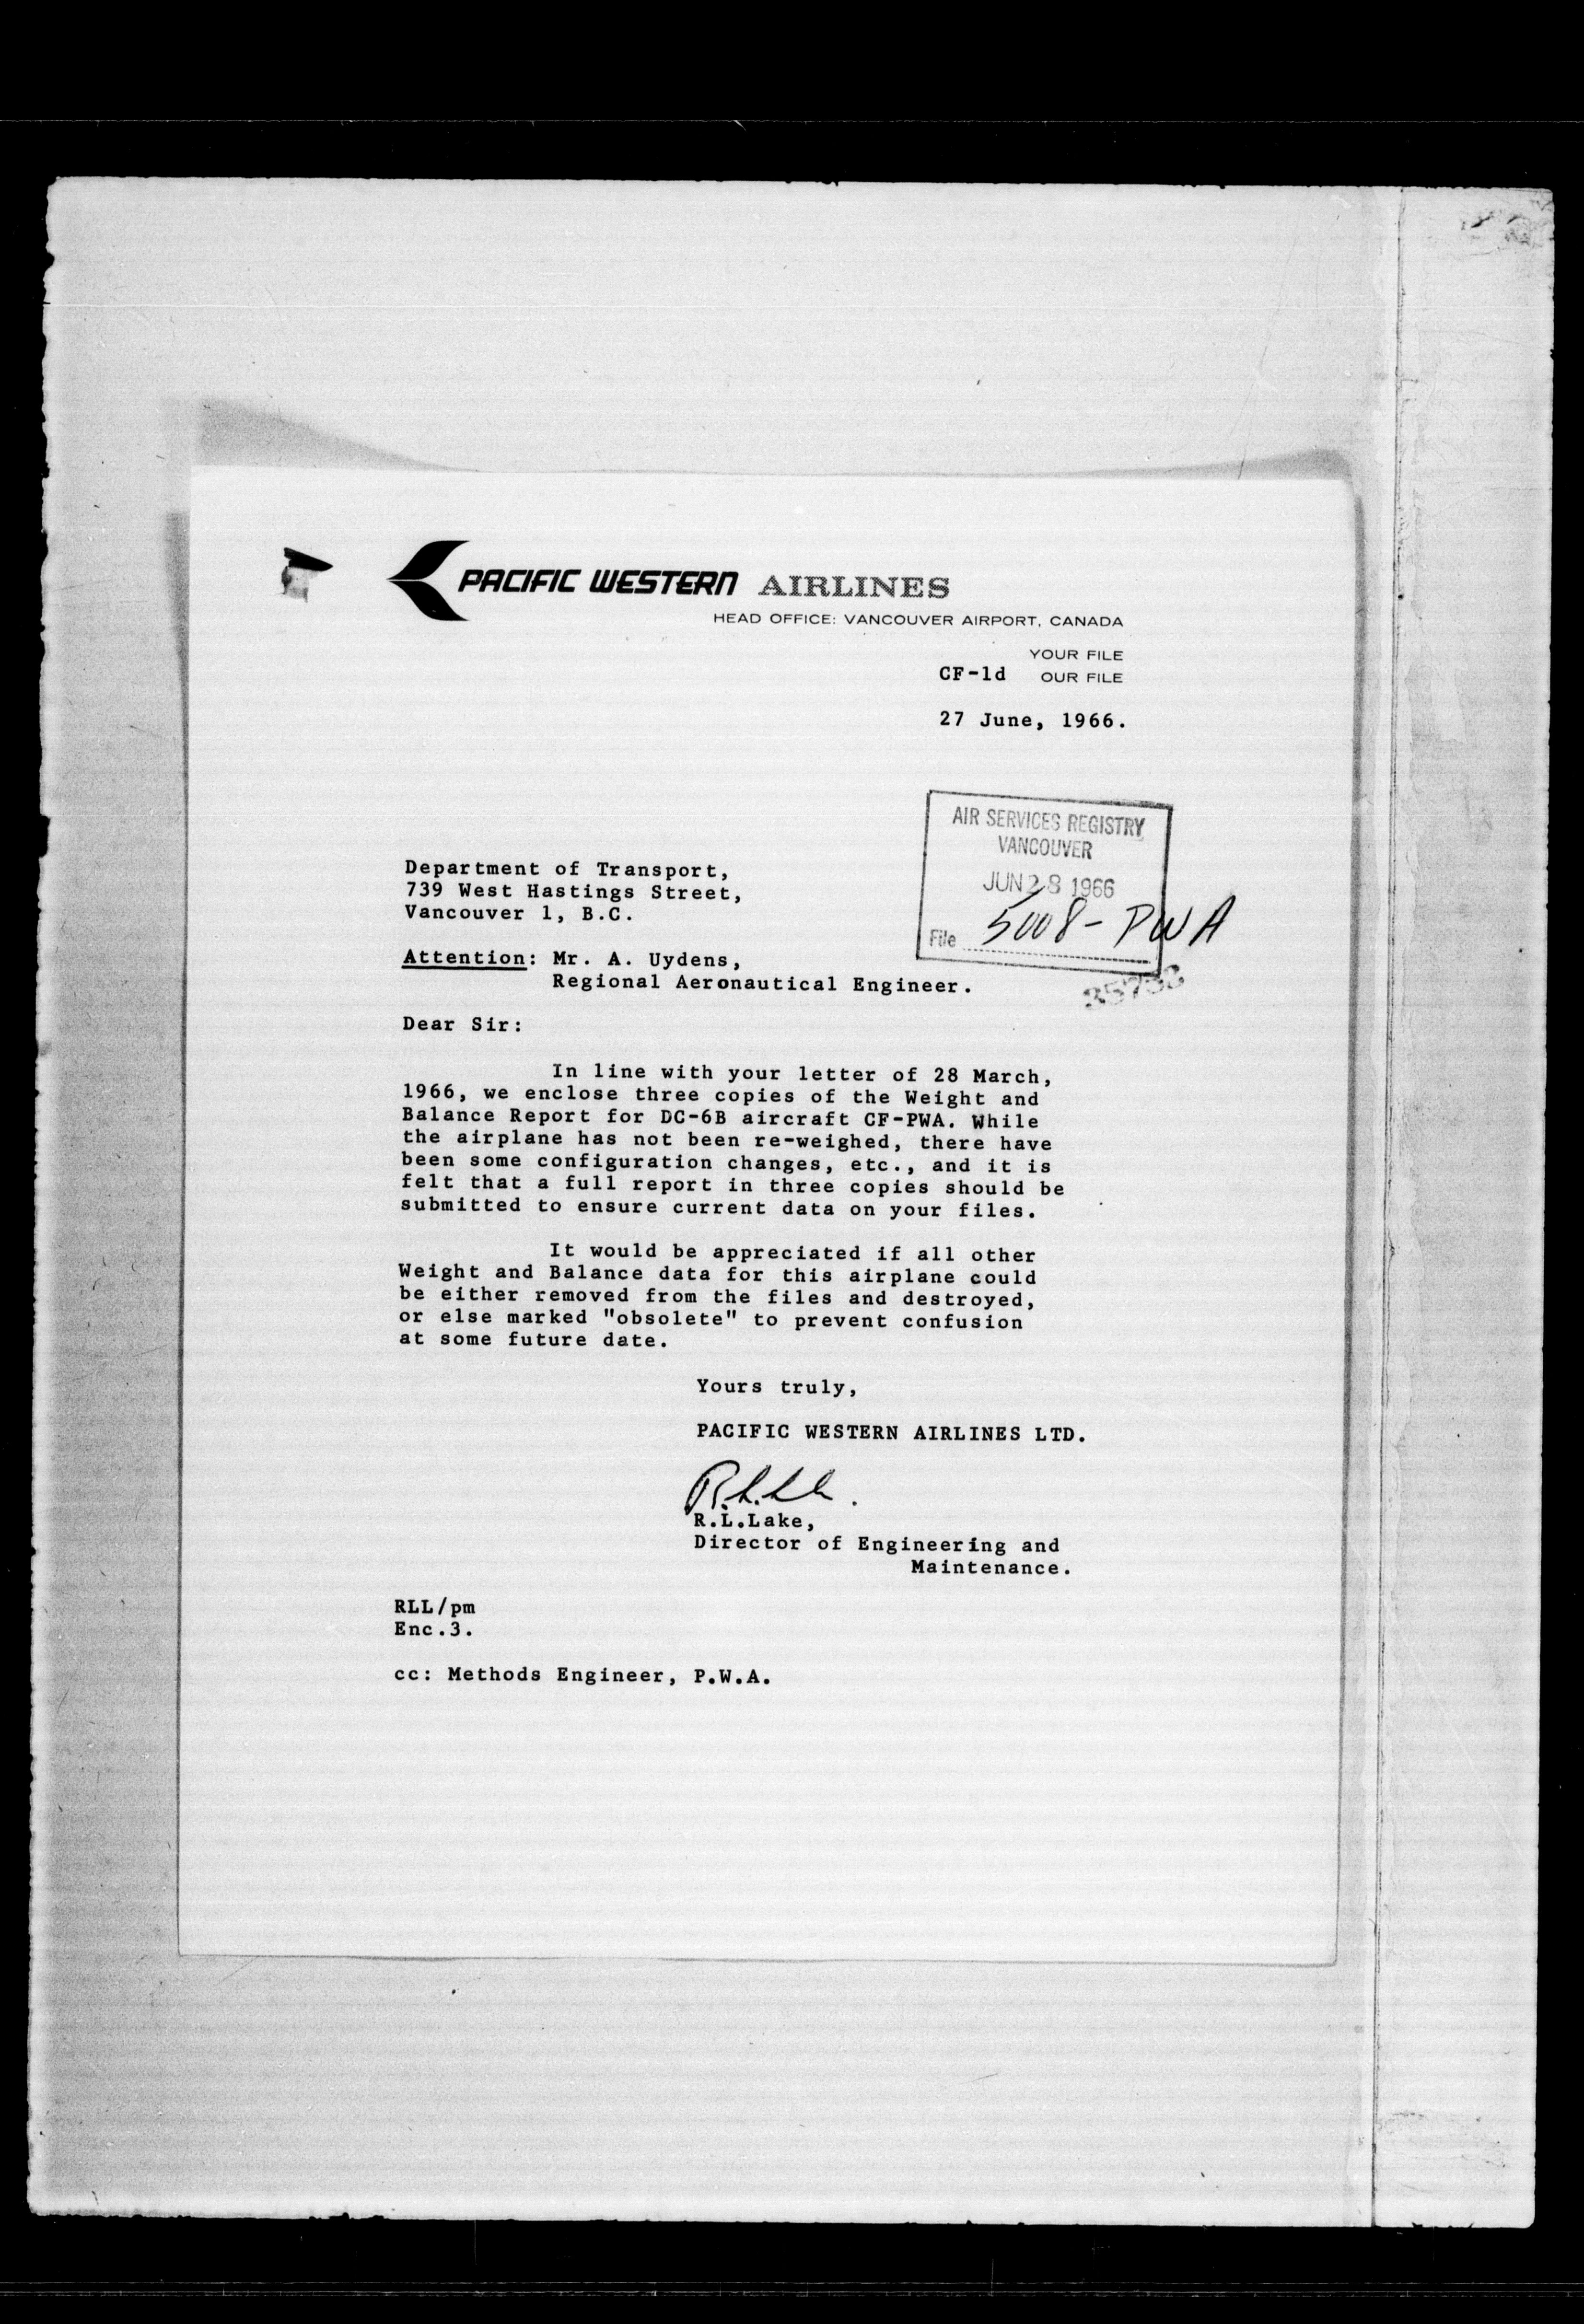 PACIFIC WESTERN AIRLINES
HEAD OFFICE: VANCOUVER AIRPORT, CANADA
YOUR FILE
CF-1d OUR FILE
27 June, 1966.
AIR SERVICES REGISTRY
VANCOUVER
JUN 28 1966
File 5008-PWA
Department of Transport,
739 West Hastings Street,
Vancouver 1, B.C.
Attention: Mr. A. Uydens,
Regional Aeronautical Engineer.
Dear Sir:
In line with your letter of 28 March,
1966, we enclose three copies of the Weight and
Balance Report for DC-6B aircraft CF-PWA. While
the airplane has not been re-weighed, there have
been some configuration changes, etc., and it is
felt that a full report in three copies should be
submitted to ensure current data on your files.
It would be appreciated if all other
Weight and Balance data for this airplane could
be either removed from the files and destroyed,
or else marked "obsolete" to prevent confusion
at some future date.
Yours truly,
PACIFIC WESTERN AIRLINES LTD.
R.L.Lake,
Director of Engineering and
Maintenance.
RLL/pm
Enc.3.
cc: Methods Engineer, P.W.A.